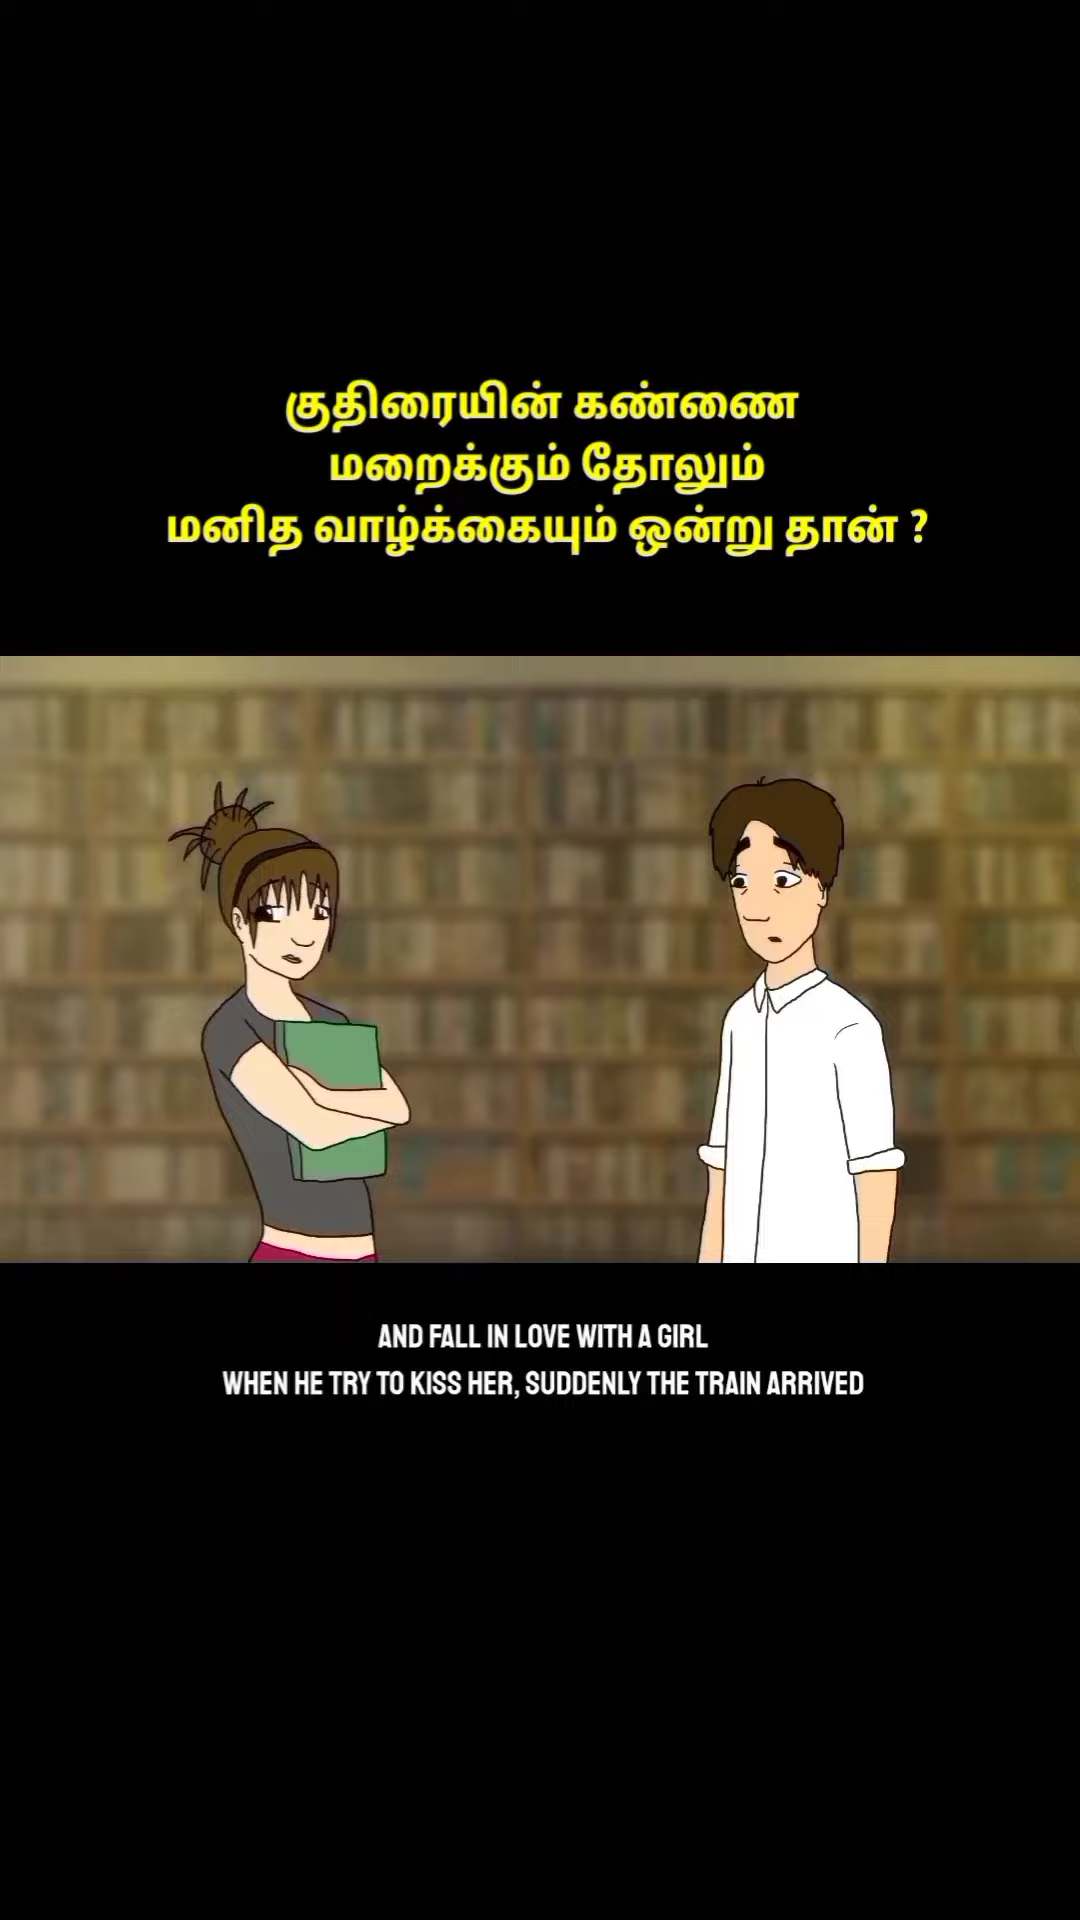 குதிரையின் கண்ணை
மறைக்கும் தோலும்
மனித வாழ்க்கையும் ஒன்று தான் ?
AND FALL IN LOVE WITH A GIRL
WHEN HE TRY TO KISS HER, SUDDENLY THE TRAIN ARRIVED